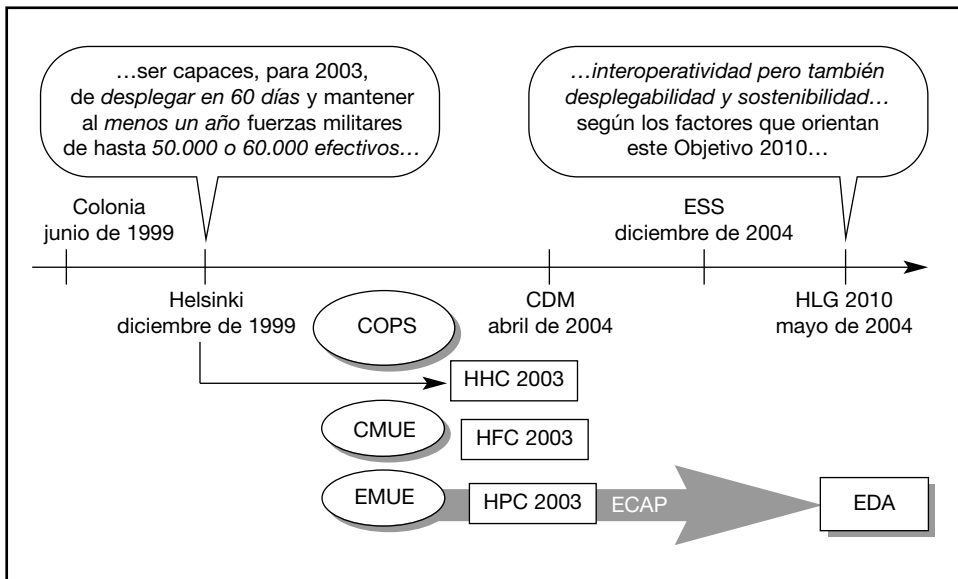 …ser capaces, para 2003,
de desplegar en 60 días y mantener
al menos un año fuerzas militares
de hasta 50.000 o 60.000 efectivos…
…interoperatividad pero también
desplegabilidad y sostenibilidad…
según los factores que orientan
este Objetivo 2010…
Colonia
junio de 1999
ESS
diciembre de 2004
Helsinki
diciembre de 1999
CDM
abril de 2004
HLG 2010
mayo de 2004
COPS
HHC 2003
CMUE
HFC 2003
EMUE
HPC 2003
ECAP
EDA